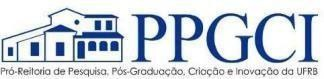 PPGCI
Pró-Reitoria de Pesquisa, Pós-Graduação, Criação e Inovação da UFRB